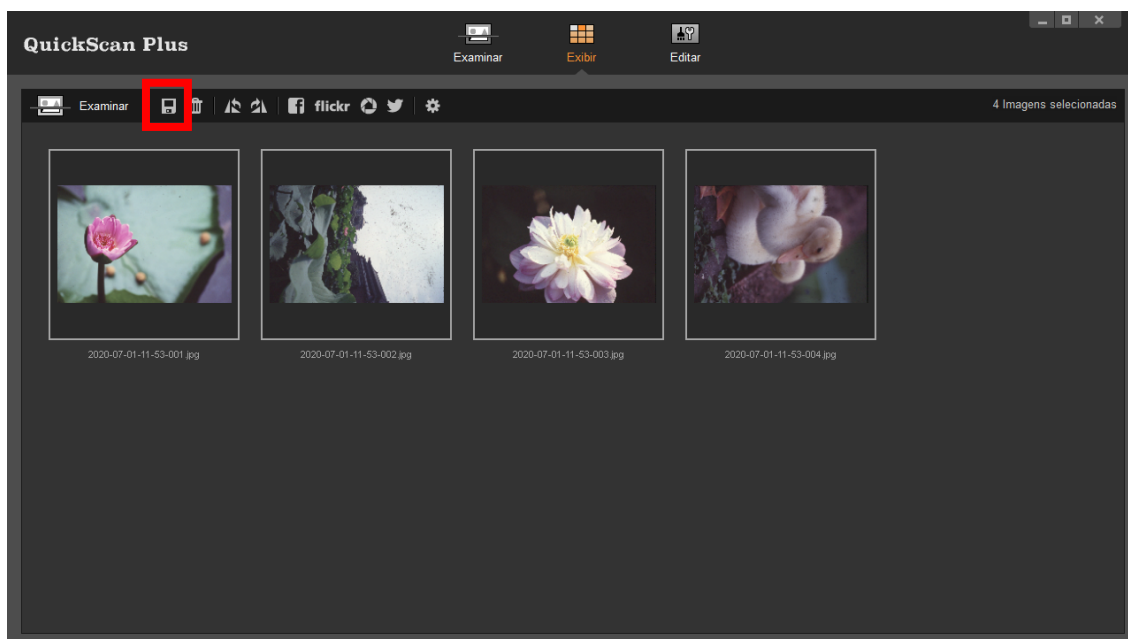 QuickScan Plus
Examinar
Exibir
Editar
Examinar
flickr
4 Imagens selecionadas
2020-07-01-11-53-001.jpg
2020-07-01-11-53-002.jpg
2020-07-01-11-53-003.jpg
2020-07-01-11-53-004.jpg